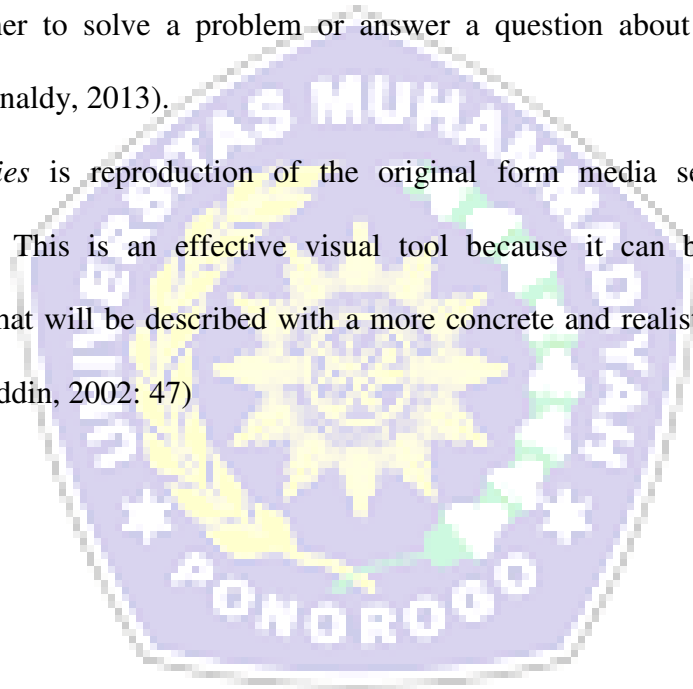 ner to solve a problem or answer a question about
naldy, 2013).
ies is reproduction of the original form media se
This is an effective visual tool because it can b
hat will be described with a more concrete and realist
ddin, 2002: 47)
UNIVERSITAS MUHAMMADIYAH
PONOROGO